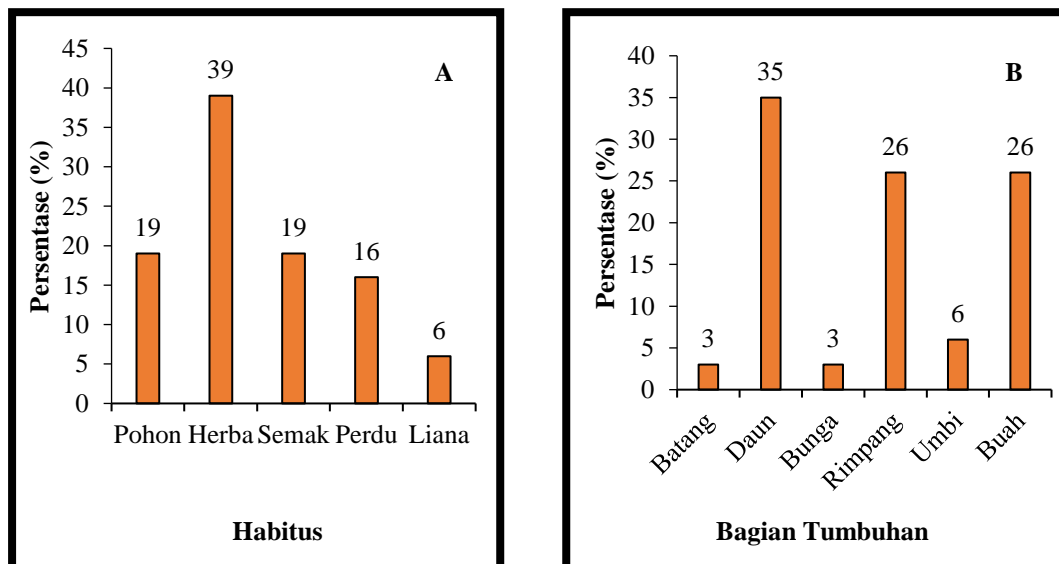 A
Persentase (%)
45
40
35
30
25
20
15
10
5
0
19
39
19
16
6
Pohon Herba Semak Perdu Liana
Habitus
B
Persentase (%)
40
35
30
25
20
15
10
5
0
3
35
3
26
6
26
Batang
Daun
Bunga
Rimpang
Umbi
Buah
Bagian Tumbuhan